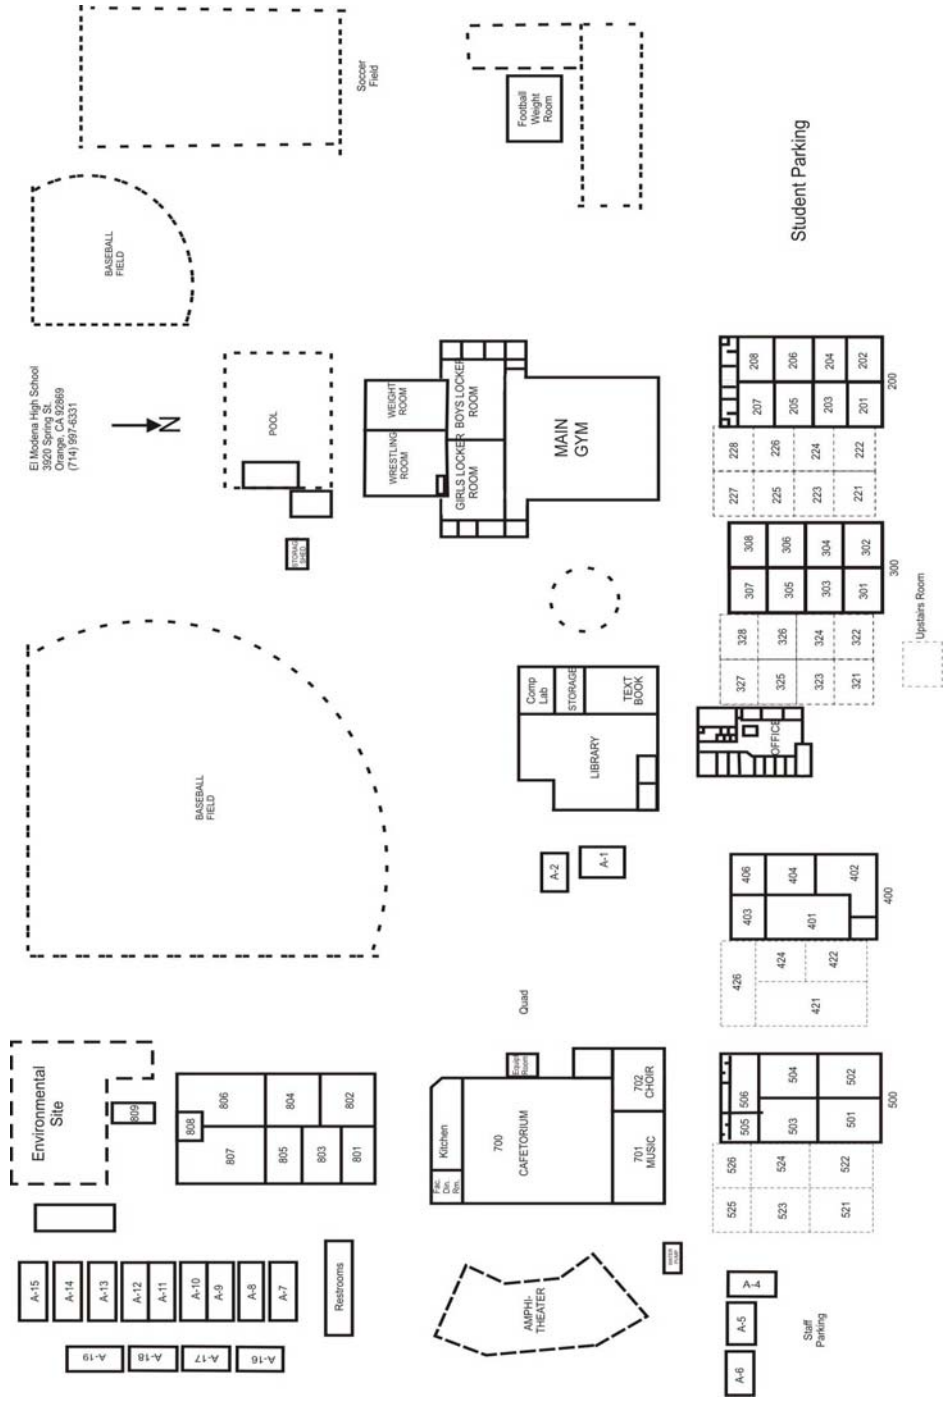 Soccer
Field
Football
Weight
Room
Student Parking
BASEBALL
FIELD
El Modena High School
3920 Spring St.
Orange, CA 92869
(714) 997-6331
N
POOL
STORAGE
SHED
WRESTLING
ROOM
WEIGHT
ROOM
GIRLS LOCKER
ROOM
BOYS LOCKER
ROOM
MAIN
GYM
208
206
204
202
207
205
203
201
200
228
226
224
222
227
225
223
221
308
306
304
302
307
305
303
301
300
328
326
324
322
327
325
323
321
Upstairs Room
Comp
Lab
STORAGE
TEXT
BOOK
LIBRARY
OFFICE
BASEBALL
FIELD
A-2
A-1
406
404
402
403
401
400
426
424
422
421
Quad
Environmental
Site
809
808
806
804
802
807
805
803
801
Equip
Room
Kitchen
Fac.
Din.
Rm.
700
CAFETORIUM
702
CHOIR
701
MUSIC
506
504
502
505
503
501
500
526
524
522
525
523
521
A-15
A-14
A-13
A-12
A-11
A-10
A-9
A-8
A-7
Restrooms
A-19
A-18
A-17
A-16
AMPHI-
THEATER
A-4
A-5
A-6
Staff
Parking